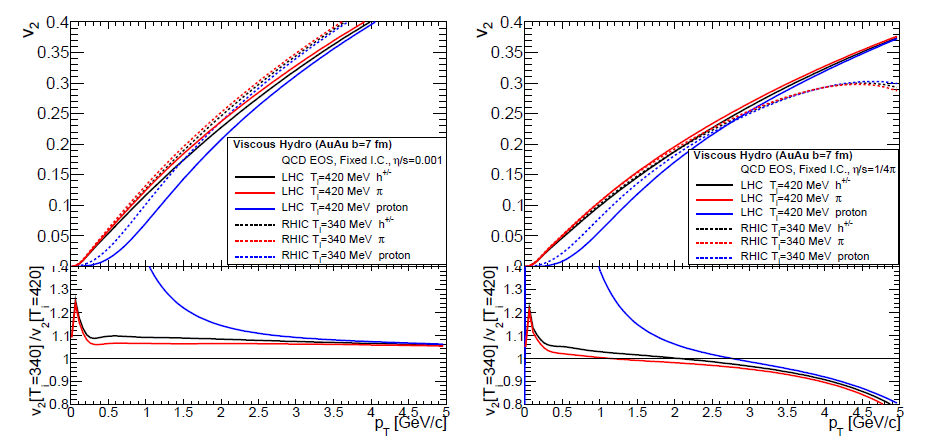 v2
0.4
0.35
0.3
0.25
0.2
0.15
0.1
0.05
0
Viscous Hydro (AuAu b=7 fm)
QCD EOS, Fixed I.C., η/s=0.001
LHC Ti=420 MeV h+/-
LHC Ti=420 MeV π
LHC Ti=420 MeV proton
RHIC Ti=340 MeV h+/-
RHIC Ti=340 MeV π
RHIC Ti=340 MeV proton
v2[Ti=340] /v2[Ti=420]
1.4
1.3
1.2
1.1
1
0.9
0.8
0 0.5 1 1.5 2 2.5 3 3.5 4 4.5 5
pT [GeV/c]
v2
0.4
0.35
0.3
0.25
0.2
0.15
0.1
0.05
0
Viscous Hydro (AuAu b=7 fm)
QCD EOS, Fixed I.C., η/s=1/4π
LHC Ti=420 MeV h+/-
LHC Ti=420 MeV π
LHC Ti=420 MeV proton
RHIC Ti=340 MeV h+/-
RHIC Ti=340 MeV π
RHIC Ti=340 MeV proton
v2[Ti=340] /v2[Ti=420]
1.4
1.3
1.2
1.1
1
0.9
0.8
0 0.5 1 1.5 2 2.5 3 3.5 4 4.5 5
pT [GeV/c]